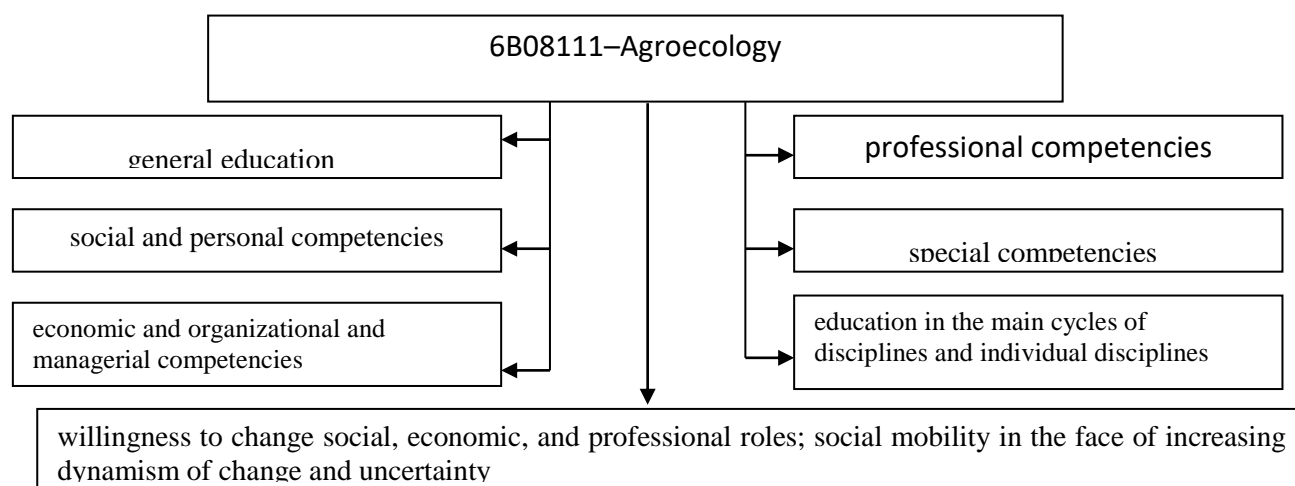 6B08111–Agroecology
general education
professional competencies
social and personal competencies
special competencies
economic and organizational and
managerial competencies
education in the main cycles of
disciplines and individual disciplines
willingness to change social, economic, and professional roles; social mobility in the face of increasing
dynamism of change and uncertainty